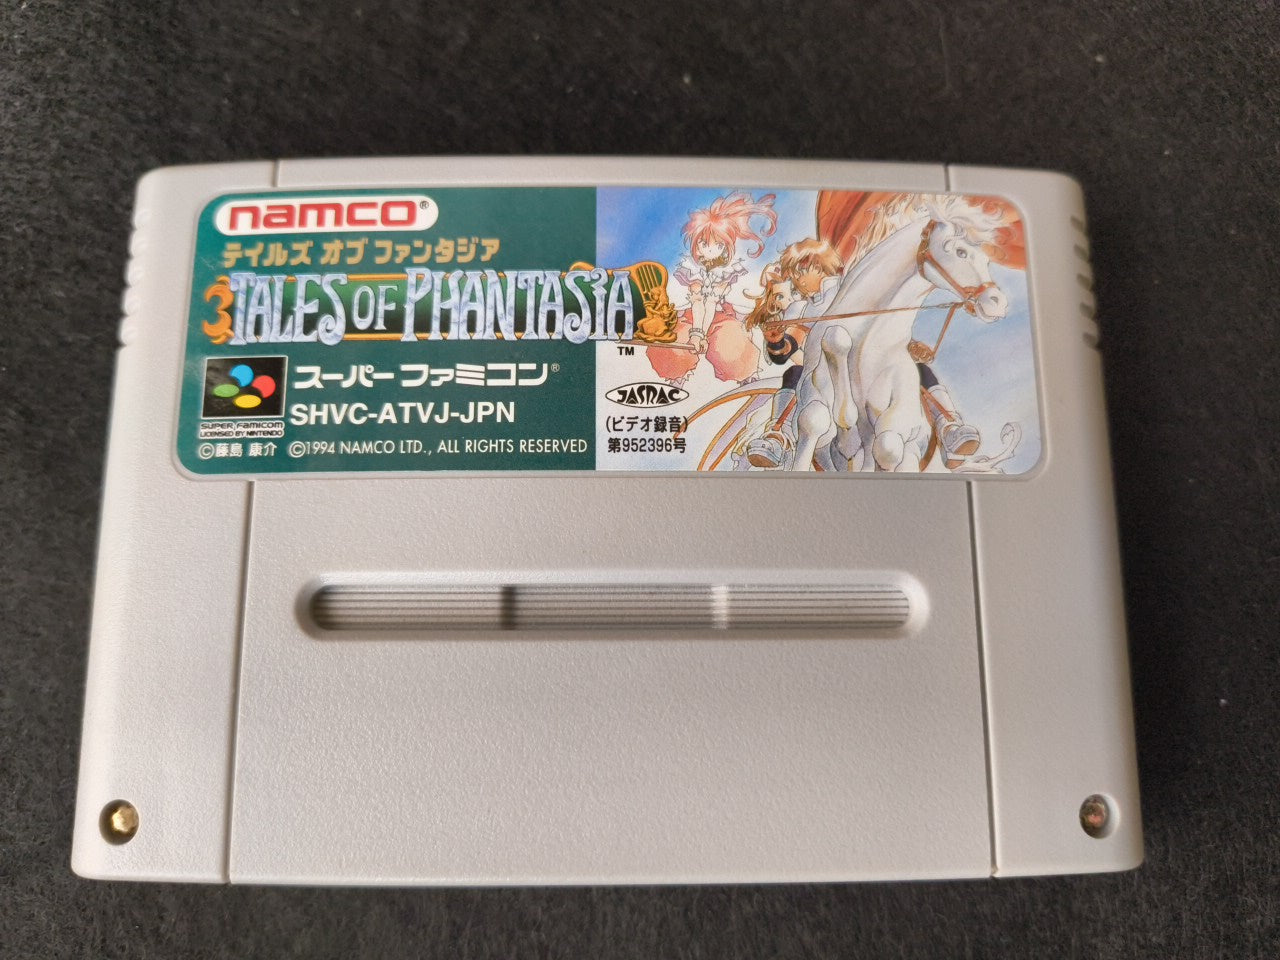 namco®
テイルズ オブ ファンタジア
TALES OF PHANTASIA
TM
スーパーファミコン®
SHVC-ATVJ-JPN
SUPER FAMICOM
LICENSED BY NINTENDO
©藤島 康介 ©1994 NAMCO LTD., ALL RIGHTS RESERVED
JASRAC
(ビデオ録音)
第952396号